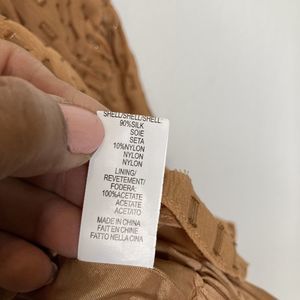 SHELL/SHELL/SHELL:
90%SILK
SOIE
SETA
10%NYLON
NYLON
NYLON
LINING/
REVETEMENT/
FODERA:
100%ACETATE
ACETATE
ACETATO
MADE IN CHINA
FAIT EN CHINE
FATTO NELLA CINA